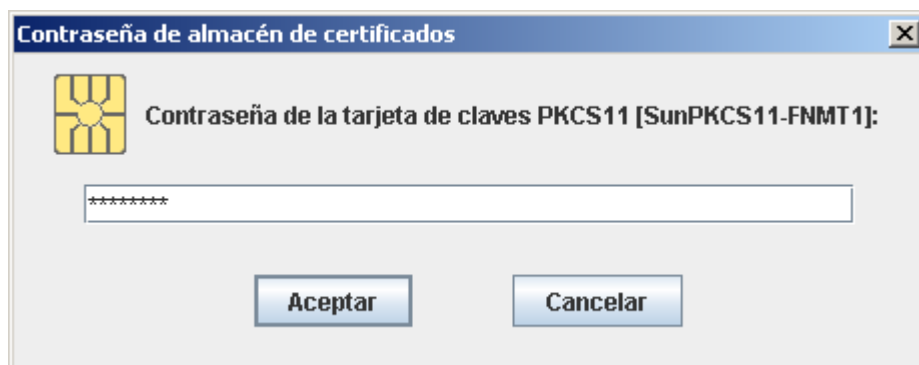 Contraseña de almacén de certificados
Contraseña de la tarjeta de claves PKCS11 [SunPKCS11-FNMT1]:
********
Aceptar Cancelar